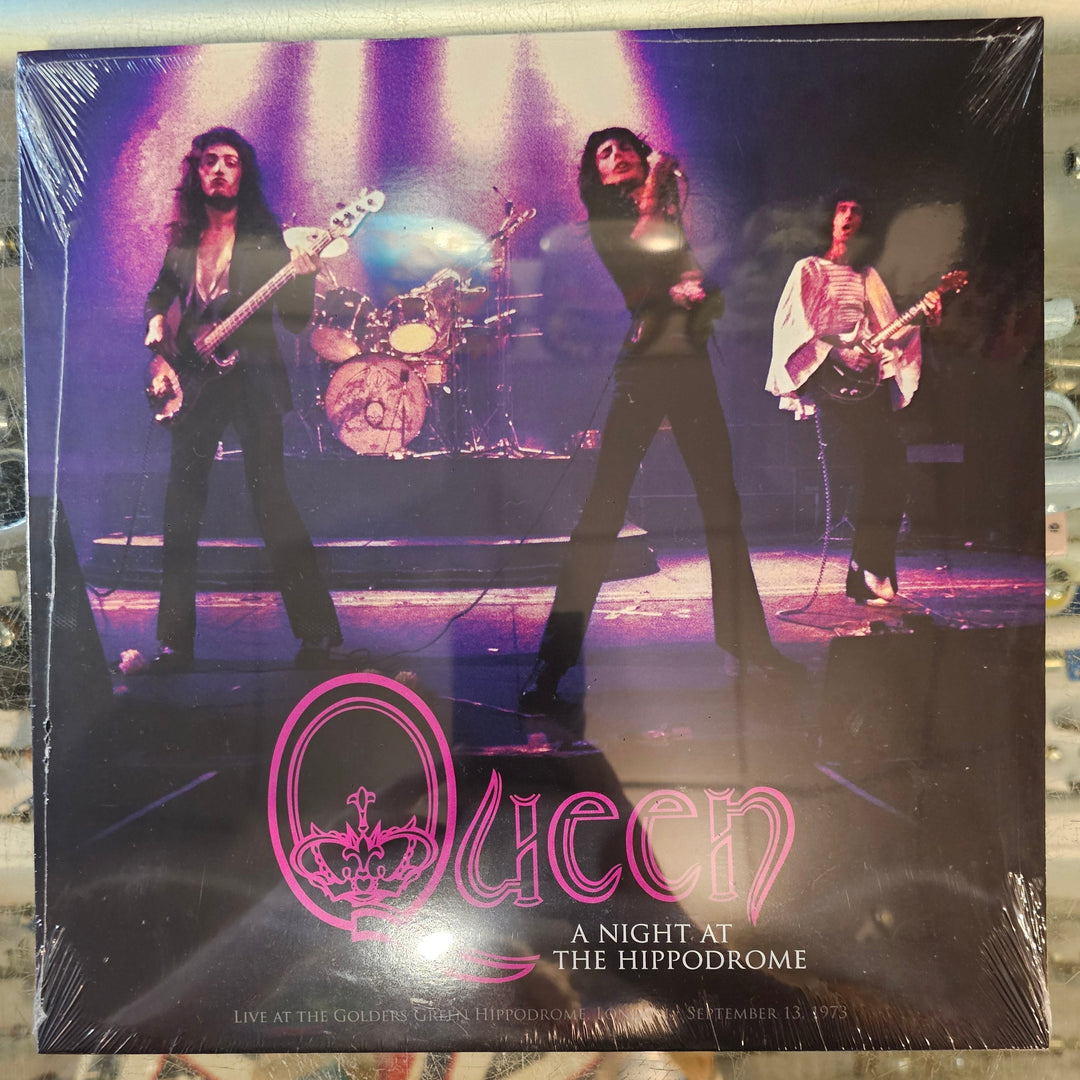 Queen
A NIGHT AT
THE HIPPODROME
LIVE AT THE GOLDERS GREEN HIPPODROME, LONDON, SEPTEMBER 13, 1973